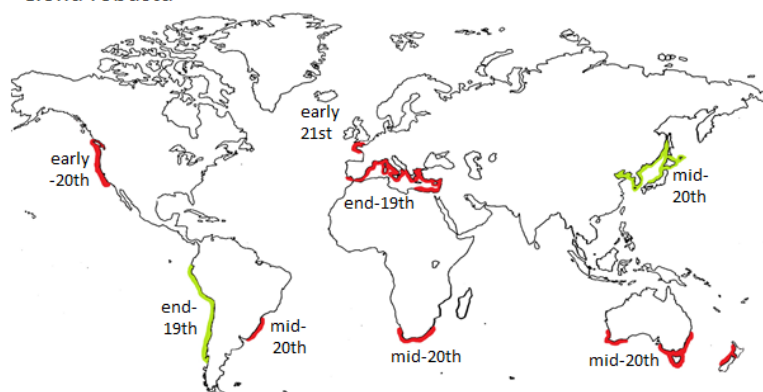 early
21st
early
-20th
end-19th
mid-
20th
end-
19th
mid-
20th
mid-20th
mid-20th